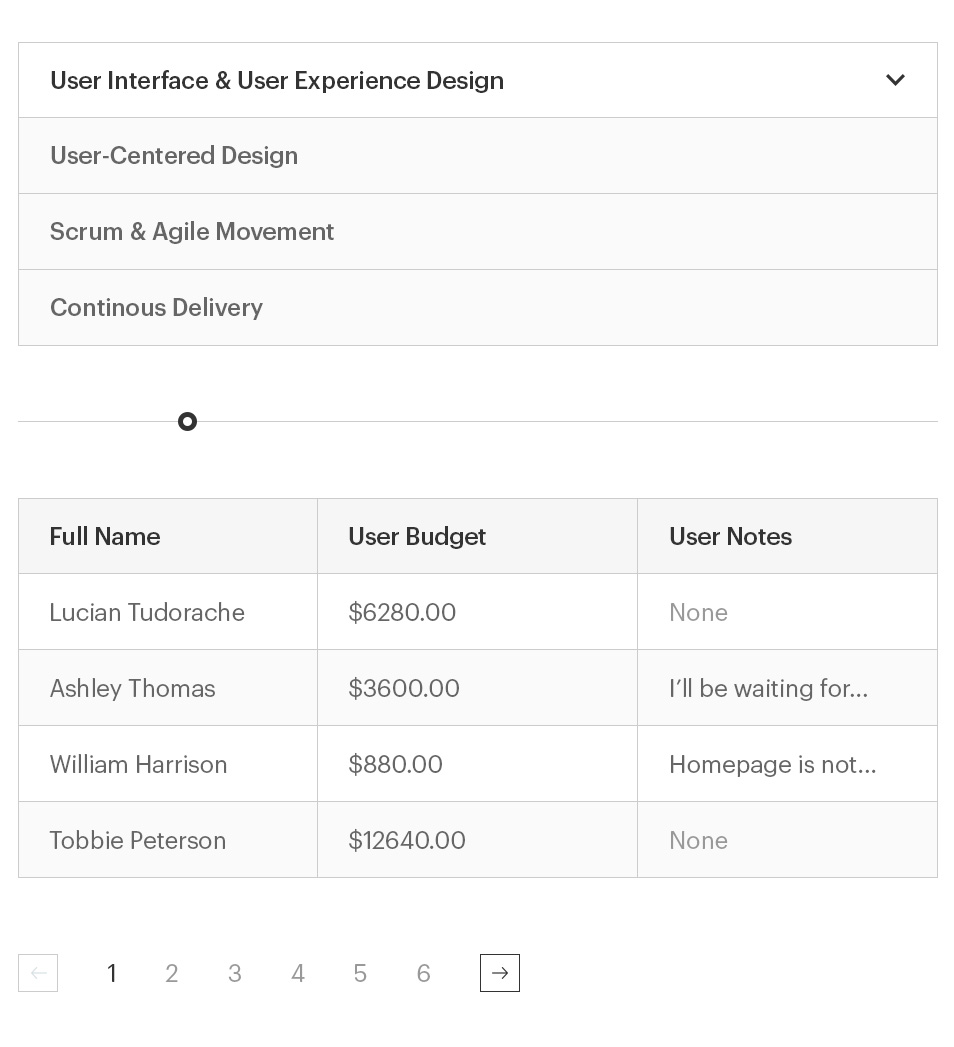 User Interface & User Experience Design
User-Centered Design
Scrum & Agile Movement
Continous Delivery
Full Name User Budget User Notes
Lucian Tudorache $6280.00 None
Ashley Thomas $3600.00 I’ll be waiting for...
William Harrison $880.00 Homepage is not...
Tobbie Peterson $12640.00 None
1 2 3 4 5 6